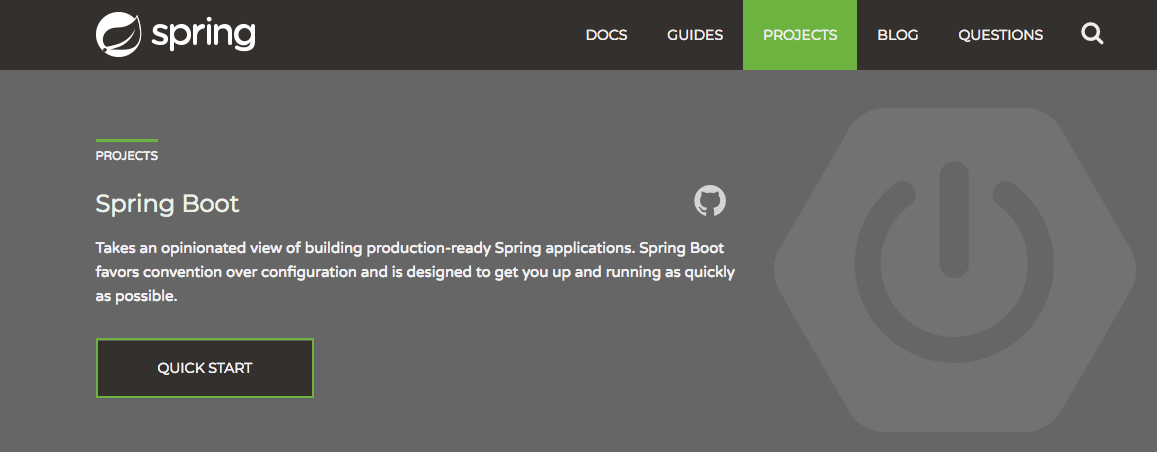 spring
DOCS GUIDES PROJECTS BLOG QUESTIONS
PROJECTS
Spring Boot
Takes an opinionated view of building production-ready Spring applications. Spring Boot
favors convention over configuration and is designed to get you up and running as quickly
as possible.
QUICK START